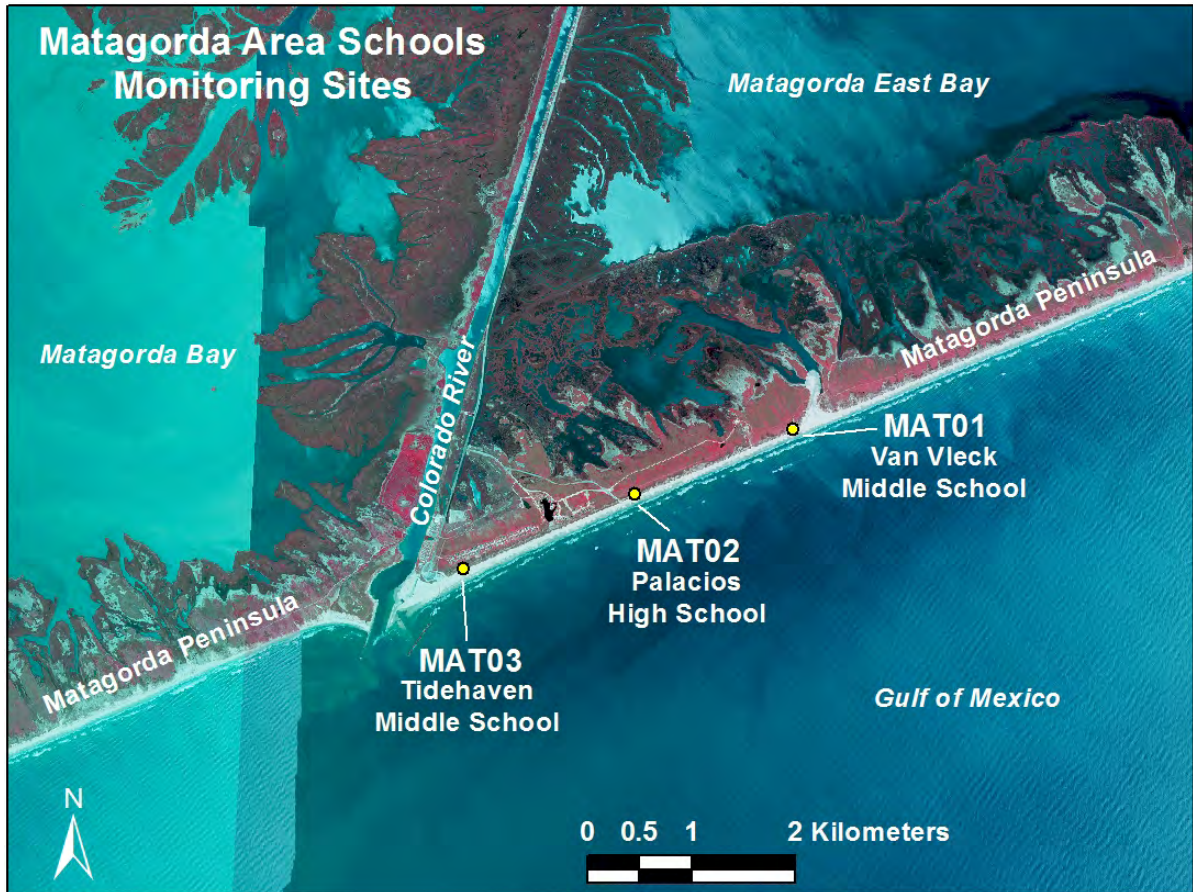 Matagorda Area Schools
Monitoring Sites
Matagorda East Bay
Matagorda Peninsula
Matagorda Bay
Colorado River
MAT01
Van Vleck
Middle School
MAT02
Palacios
High School
Matagorda Peninsula
MAT03
Tidehaven
Middle School
Gulf of Mexico
N
0 0.5 1 2 Kilometers